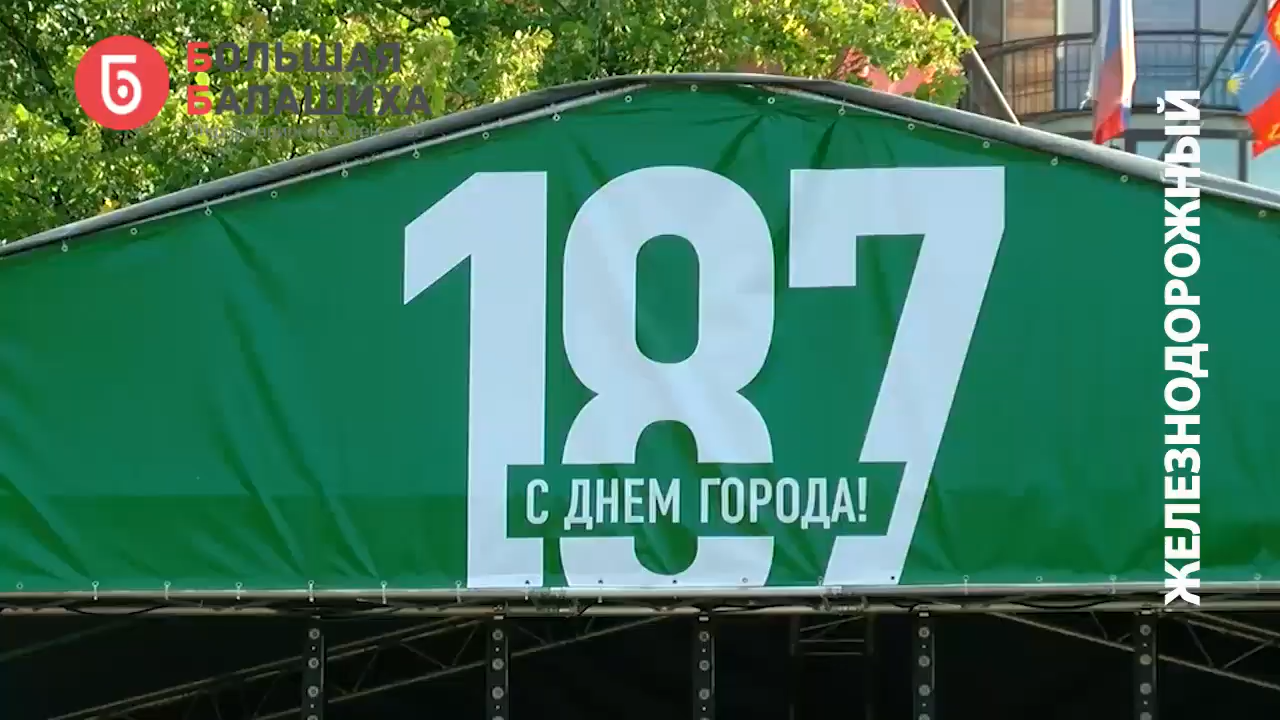 БОЛЬШАЯ
БАЛАШИХА
187
С ДНЕМ ГОРОДА!
ЖЕЛЕЗНОДОРОЖНЫЙ